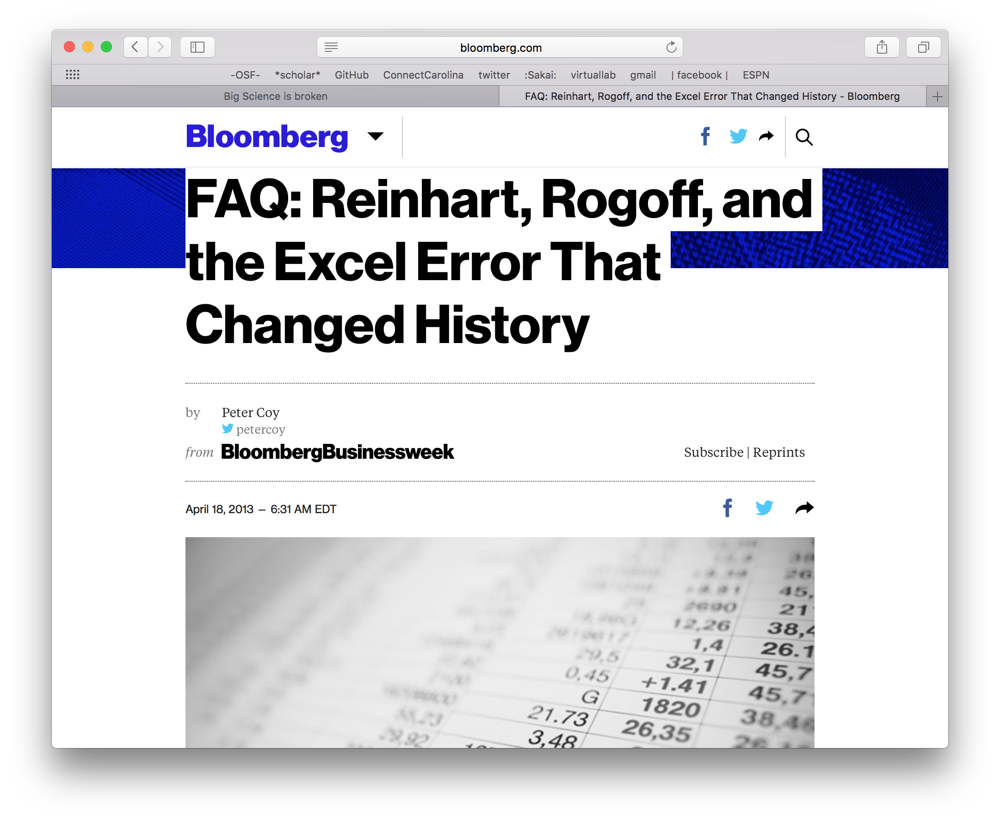 bloomberg.com
-OSF- *scholar* GitHub ConnectCarolina twitter :Sakai: virtuallab gmail | facebook | ESPN
Big Science is broken
FAQ: Reinhart, Rogoff, and the Excel Error That Changed History - Bloomberg
Bloomberg
FAQ: Reinhart, Rogoff, and
the Excel Error That
Changed History
by Peter Coy
petercoy
from BloombergBusinessweek
Subscribe | Reprints
April 18, 2013 – 6:31 AM EDT
2690 21
12,26 38,4
1,4 26.1
29,5 32,1 45,7
0,45 +1.41 45,7
G 1820 38,48
21.73 26,35
29,92 3,48